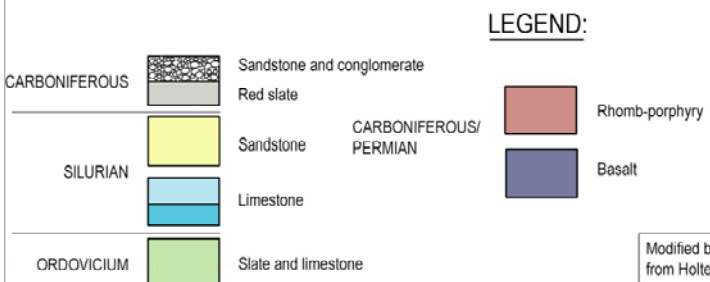 LEGEND:
CARBONIFEROUS
Sandstone and conglomerate
Red slate
SILURIAN
Sandstone
Limestone
ORDOVICIUM
Slate and limestone
CARBONIFEROUS/
PERMIAN
Rhomb-porphyry
Basalt
Modified b
from Holte